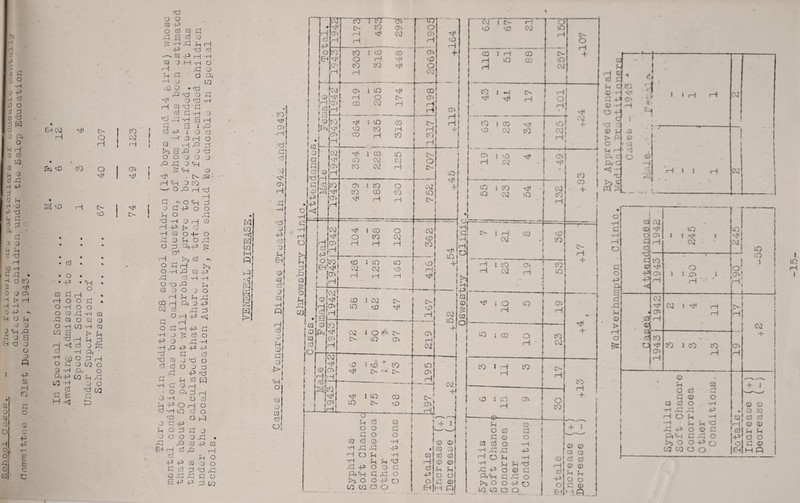 School Cases. - The following are particulars of educable mentally
defective children under the Salop Education
Committee on 31st December, 1943.
M. F. T.
In Special Schools .. 6 6 12
Awaiting Admission to a
Special School .. 1 3 4
Under Supervision of
School Nurses .. 67 40 107
74 49 123
There are in addition 28 school children (14 boys and 14 girls) whose
mental condition has been called in question, of whom it has been estimated
that about 50 per cent will probably prove to be feeble-minded. It has
thus been calculated that there is a total of 137 feeble-minded children
under the Local Education Authority, who should be educable in Special
Schools.
VENEREAL DISEASE.
Cases of Venereal Disease Treated in 1942 and 1943.
Shrewsbury Clinic.
Cases. Attendances.
Male Female Total Male Female Total.
1943 1942 1943 1942 1943 1942 1943 1942 1943 1942 1943 1942
Syphilis 54 46 72 58 126 104 439 354 864 819 1303 1173
Soft Chancre - - - - - - - - - - - -
Gonorrhoea 75 76 50 62 125 138 183 228 135 205 318 433
Other Conditions 68 73 97 47 165 120 130 125 318 174 448 299
Totals. 197 195 219 167 416 362 752 707 1317 1198 2069 1905
Increase (+)
Decrease (-) +2 +52 +54 +45 +119 +164
Oswestry Clinic.
Syphilis 6 3 5 4 11 7 55 19 63 43 118 62
Soft Chancre - - - - - - - - - - - -
Gonorrhoea 15 11 8 10 23 21 23 26 28 41 51 67
Other Conditions 9 3 10 5 19 8 54 4 34 17 88 21
Totals 30 17 23 19 53 36 132 49 125 101 257 150
Increase (+)
Decrease (-) +13 +4 +17 +83 +24 +107
Wolverhampton Clinic. By Approved General
Medical Practitioners
Cases. Attendances Cases - 1943.
1943 1942 1943 1942 Male. Female.
Syphilis 3 2
Soft Chancre - -
Gonorrhoea 3 4 190 245
Other Conditions. 13 11
Totals. 19 17 190 245 2 2
Increase (+)
Decrease (-) +2 -55
-15-